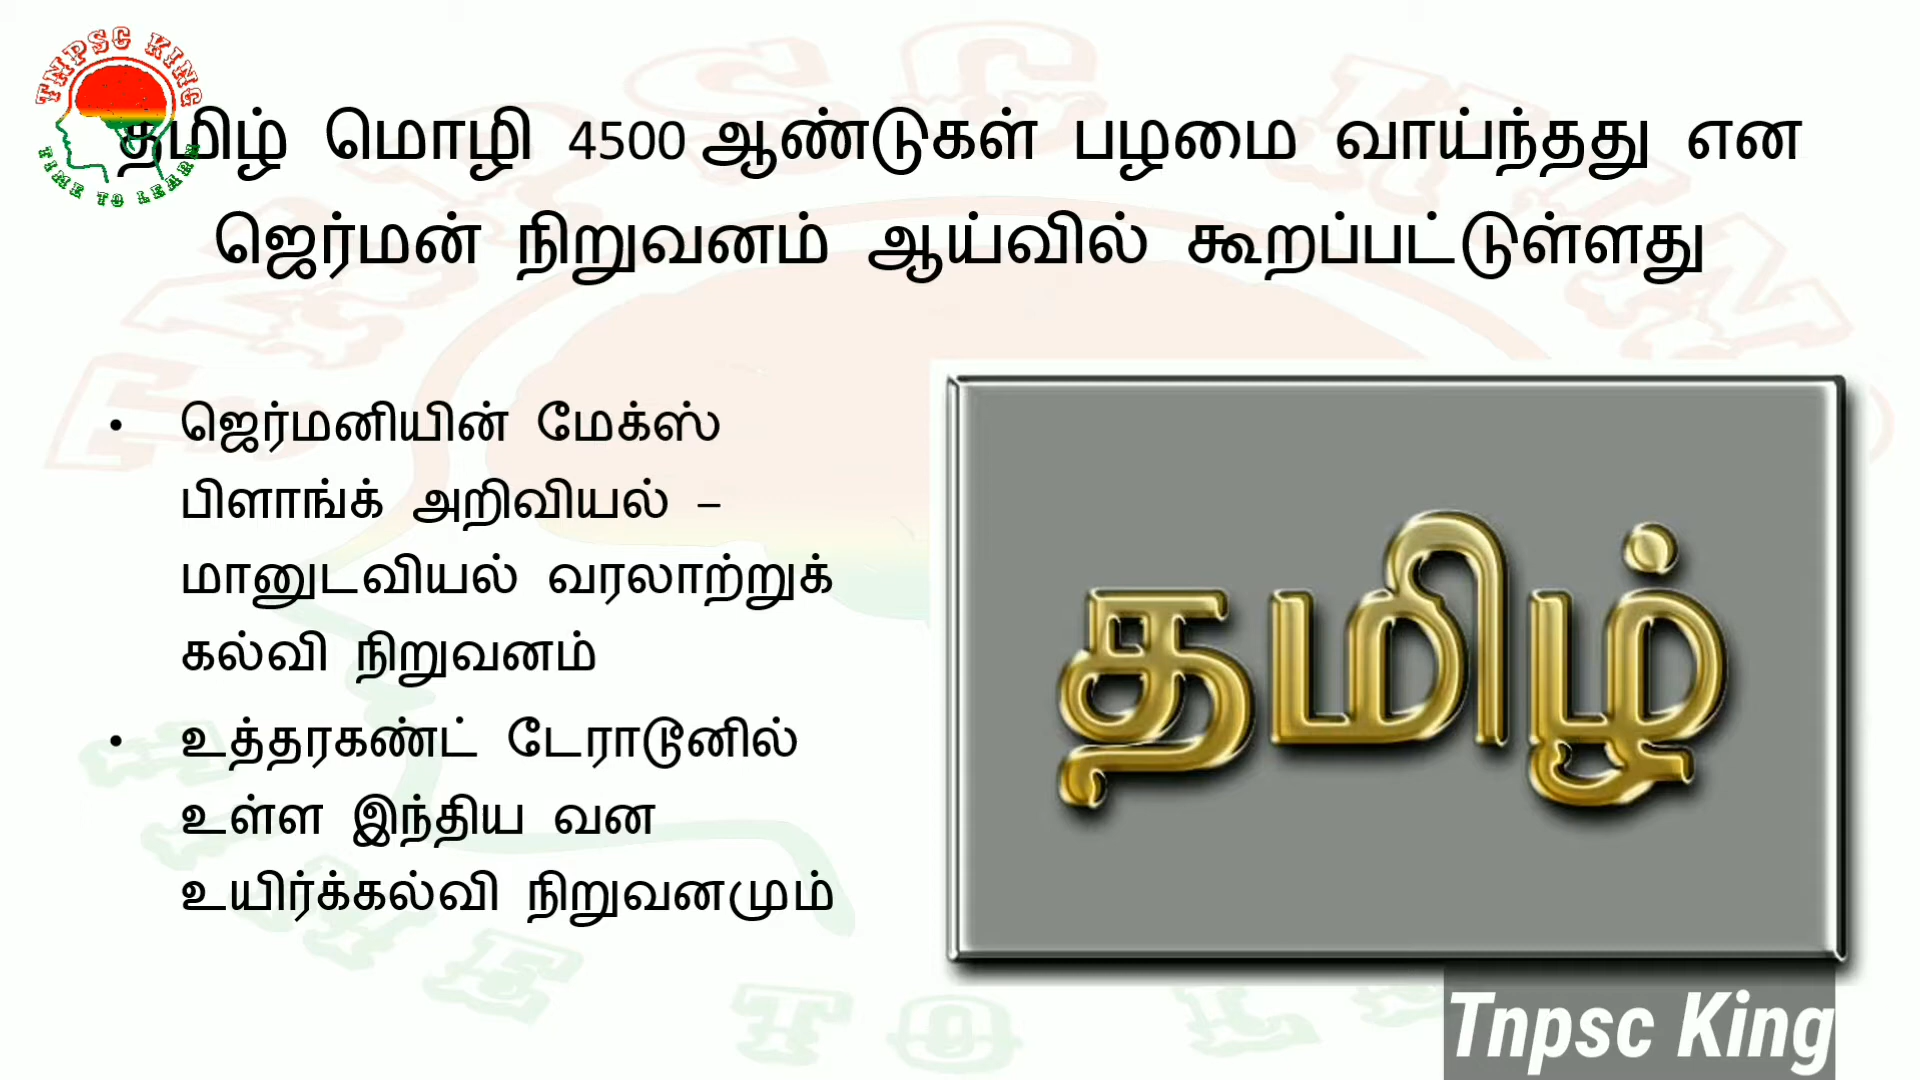 TNPSC KING
TIME TO LEARN
தமிழ் மொழி 4500 ஆண்டுகள் பழமை வாய்ந்தது என
ஜெர்மன் நிறுவனம் ஆய்வில் கூறப்பட்டுள்ளது
• ஜெர்மனியின் மேக்ஸ்
பிளாங்க் அறிவியல் –
மானுடவியல் வரலாற்றுக்
கல்வி நிறுவனம்
• உத்தரகண்ட் டேராடூனில்
உள்ள இந்திய வன
உயிர்க்கல்வி நிறுவனமும்
தமிழ்
Tnpsc King